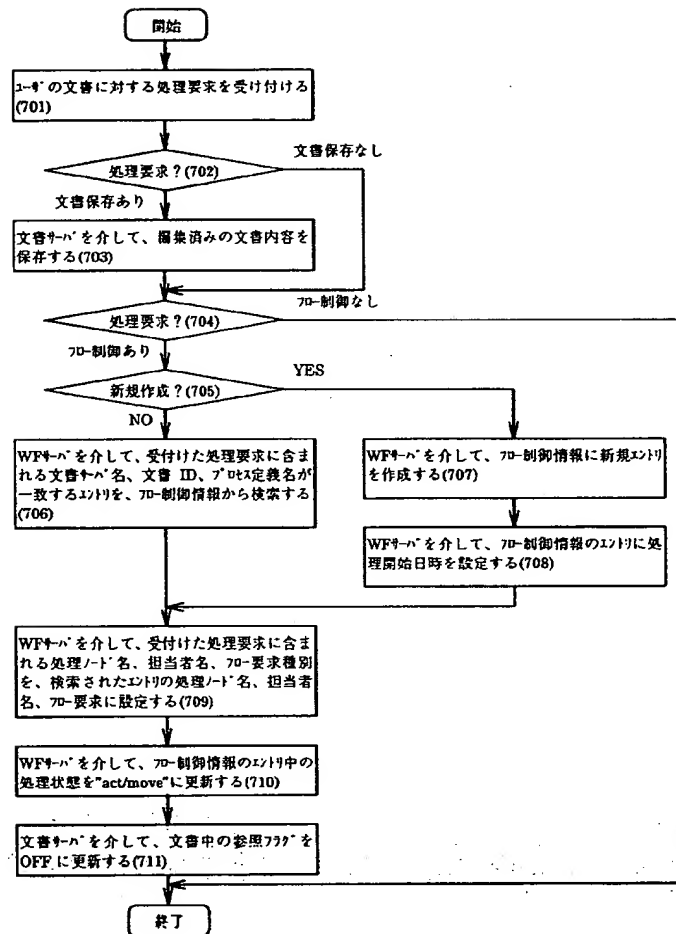 開始
ユーザの文書に対する処理要求を受け付ける
(701)
文書保存なし
処理要求？(702)
文書保存あり
文書サーバを介して、編集済みの文書内容を
保存する(703)
フロー制御なし
処理要求？(704)
フロー制御あり
YES
新規作成？(705)
NO
WFサーバを介して、受付けた処理要求に含ま
れる文書サーバ名、文書 ID、プロセス定義名が
一致するエントリを、フロー制御情報から検索する
(706)
WFサーバを介して、フロー制御情報に新規エントリ
を作成する(707)
WFサーバを介して、フロー制御情報のエントリに処
理開始日時を設定する(708)
WFサーバを介して、受付けた処理要求に含ま
れる処理ノード名、担当者名、フロー要求種別
を、検索されたエントリの処理ノード名、担当者
名、フロー要求に設定する(709)
WFサーバを介して、フロー制御情報のエントリ中の
処理状態を"act/move"に更新する(710)
文書サーバを介して、文書中の参照フラグを
OFF に更新する(711)
終了